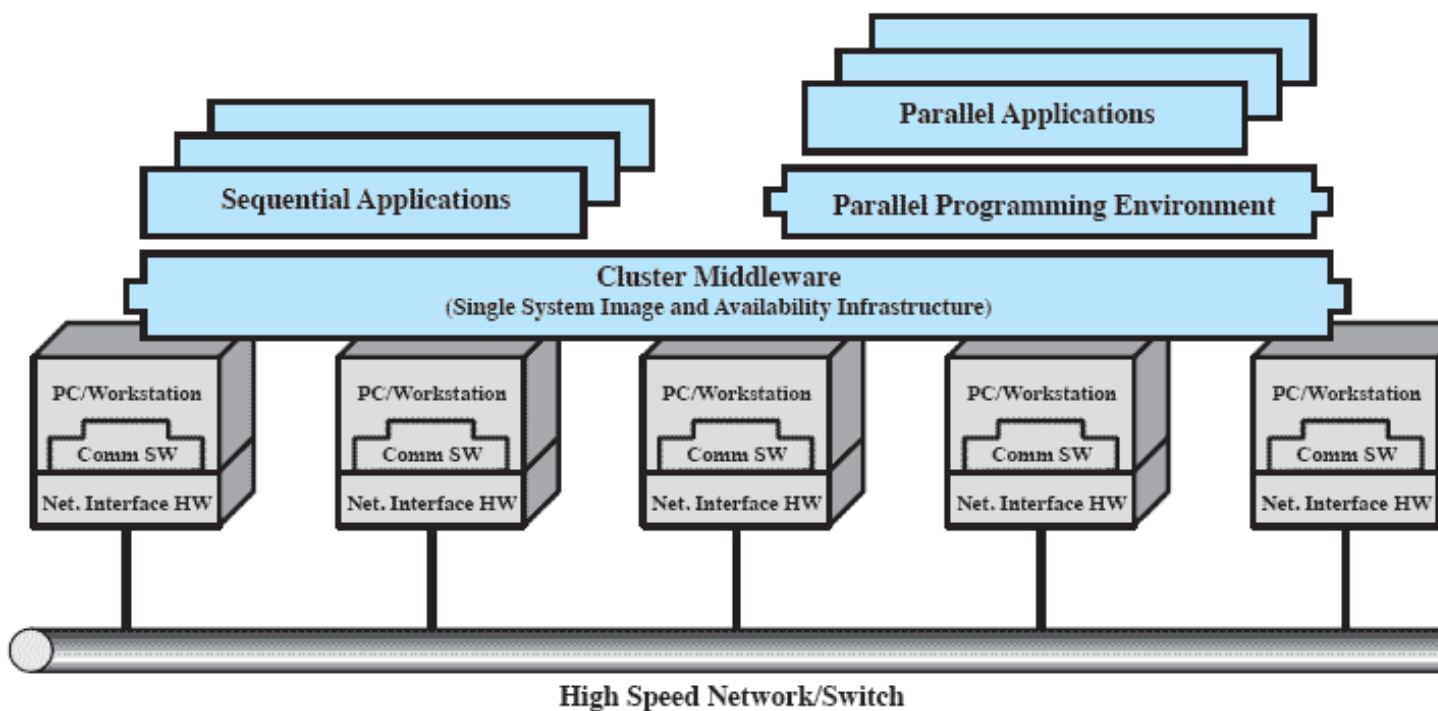 Parallel Applications
Sequential Applications
Parallel Programming Environment
Cluster Middleware
(Single System Image and Availability Infrastructure)
PC/Workstation
Comm SW
Net. Interface HW
PC/Workstation
Comm SW
Net. Interface HW
PC/Workstation
Comm SW
Net. Interface HW
PC/Workstation
Comm SW
Net. Interface HW
PC/Workstation
Comm SW
Net. Interface HW
High Speed Network/Switch